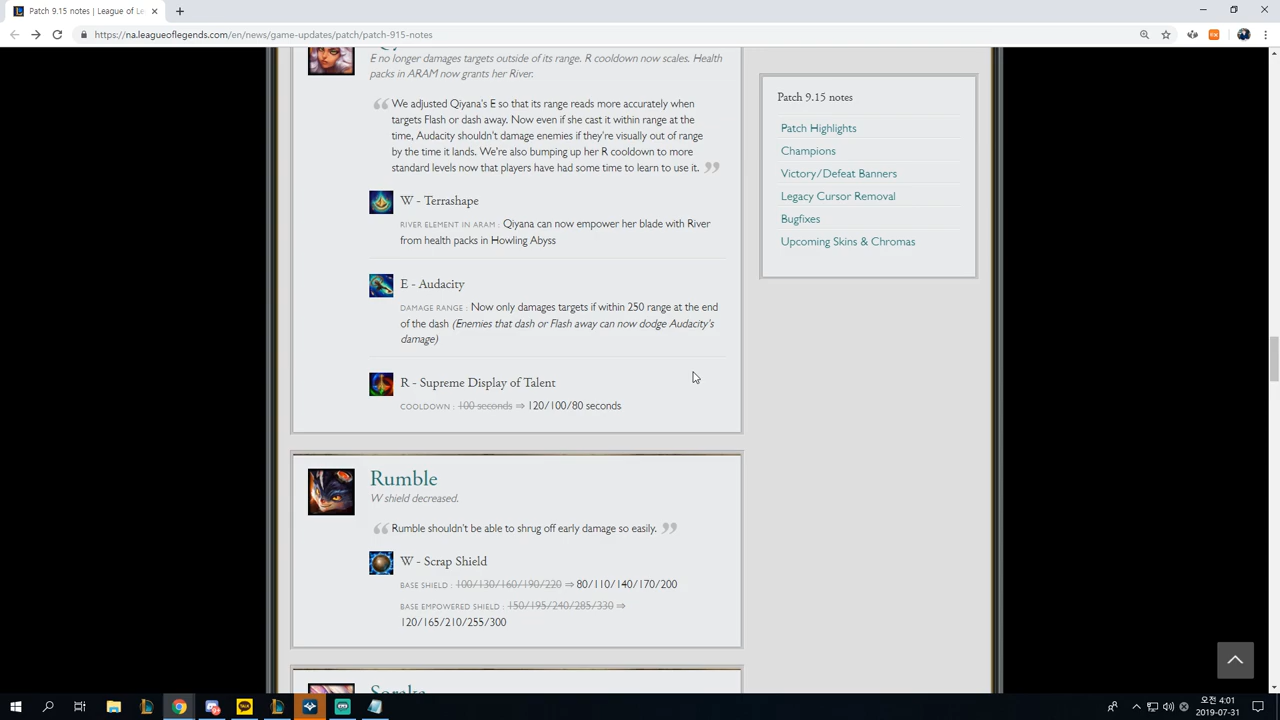 Patch 9.15 notes | League of Le
https://na.leagueoflegends.com/en/news/game-updates/patch/patch-915-notes
E no longer damages targets outside of its range. R cooldown now scales. Health
packs in ARAM now grants her River.
We adjusted Qiyana's E so that its range reads more accurately when
targets Flash or dash away. Now even if she cast it within range at the
time, Audacity shouldn't damage enemies if they're visually out of range
by the time it lands. We're also bumping up her R cooldown to more
standard levels now that players have had some time to learn to use it.
W - Terrashape
RIVER ELEMENT IN ARAM : Qiyana can now empower her blade with River
from health packs in Howling Abyss
E - Audacity
DAMAGE RANGE : Now only damages targets if within 250 range at the end
of the dash (Enemies that dash or Flash away can now dodge Audacity's
damage)
R - Supreme Display of Talent
COOLDOWN : 100 seconds ⇒ 120/100/80 seconds
Rumble
W shield decreased.
Rumble shouldn't be able to shrug off early damage so easily.
W - Scrap Shield
BASE SHIELD : 100/130/160/190/220 ⇒ 80/110/140/170/200
BASE EMPOWERED SHIELD : 150/195/240/285/330 ⇒
120/165/210/255/300
Soraka
Patch 9.15 notes
Patch Highlights
Champions
Victory/Defeat Banners
Legacy Cursor Removal
Bugfixes
Upcoming Skins & Chromas
TALK
오전 4:01
2019-07-31